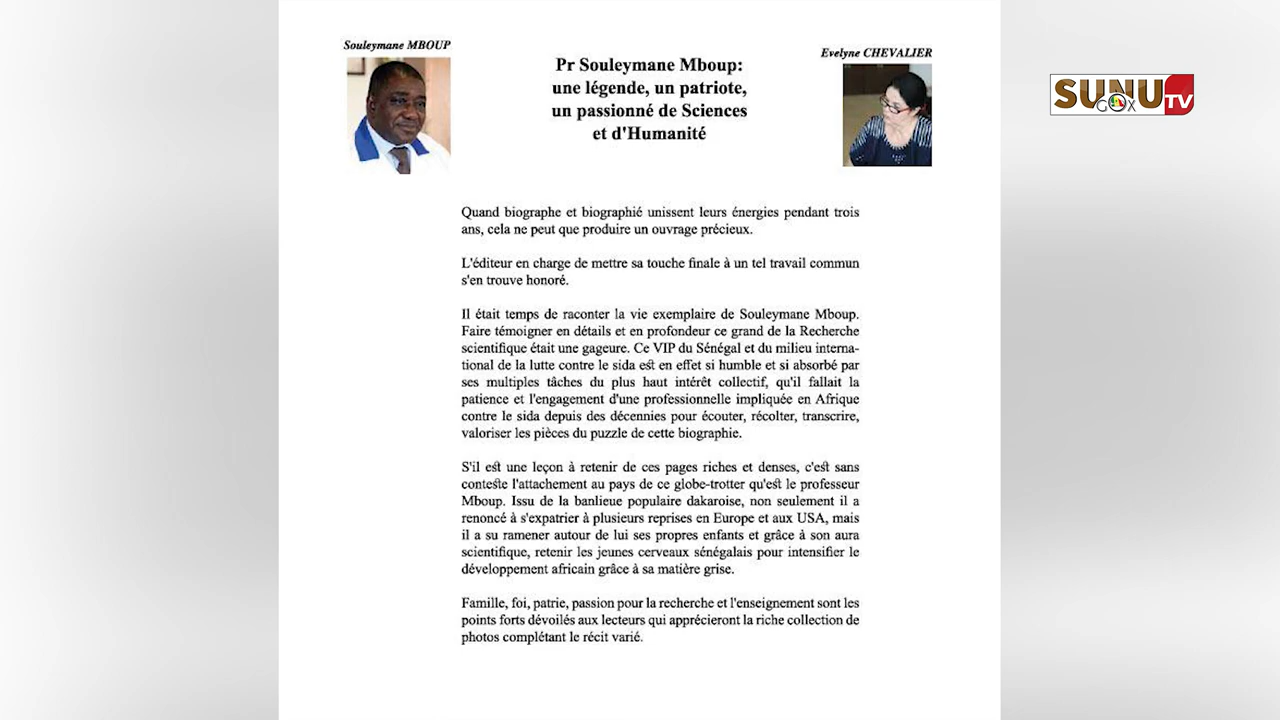 Souleymane MBOUP
Evelyne CHEVALIER
Pr Souleymane Mboup:
une légende, un patriote,
un passionné de Sciences
et d'Humanité
SUNU
GOX
TV
Quand biographe et biographié unissent leurs énergies pendant trois
ans, cela ne peut que produire un ouvrage précieux.
L'éditeur en charge de mettre sa touche finale à un tel travail commun
s'en trouve honoré.
Il était temps de raconter la vie exemplaire de Souleymane Mboup.
Faire témoigner en détails et en profondeur ce grand de la Recherche
scientifique était une gageure. Ce VIP du Sénégal et du milieu interna-
tional de la lutte contre le sida est en effet si humble et si absorbé par
ses multiples tâches du plus haut intérêt collectif, qu'il fallait la
patience et l'engagement d'une professionnelle impliquée en Afrique
contre le sida depuis des décennies pour écouter, récolter, transcrire,
valoriser les pièces du puzzle de cette biographie.
S'il est une leçon à retenir de ces pages riches et denses, c'est sans
conteste l'attachement au pays de ce globe-trotter qu'est le professeur
Mboup. Issu de la banlieue populaire dakaroise, non seulement il a
renoncé à s'expatrier à plusieurs reprises en Europe et aux USA, mais
il a su ramener autour de lui ses propres enfants et grâce à son aura
scientifique, retenir les jeunes cerveaux sénégalais pour intensifier le
développement africain grâce à sa matière grise.
Famille, foi, patrie, passion pour la recherche et l'enseignement sont les
points forts dévoilés aux lecteurs qui apprécieront la riche collection de
photos complétant le récit varié.